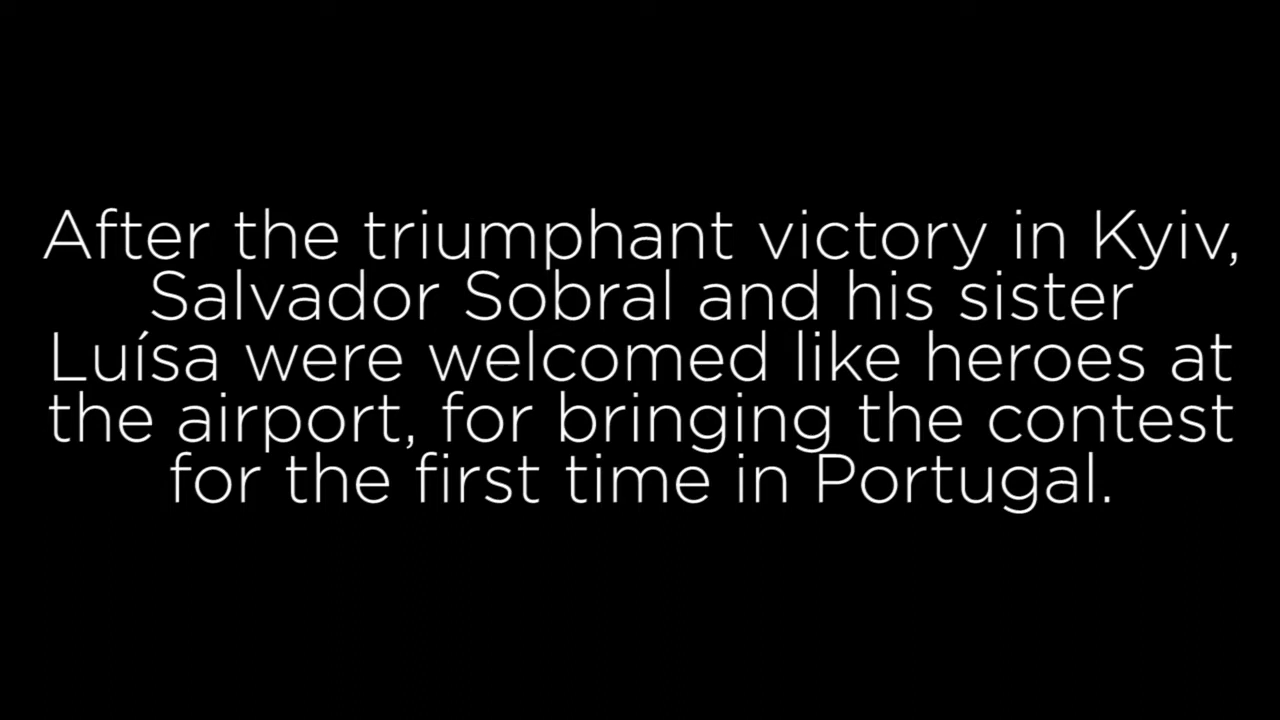 After the triumphant victory in Kyiv,
Salvador Sobral and his sister
Luísa were welcomed like heroes at
the airport, for bringing the contest
for the first time in Portugal.